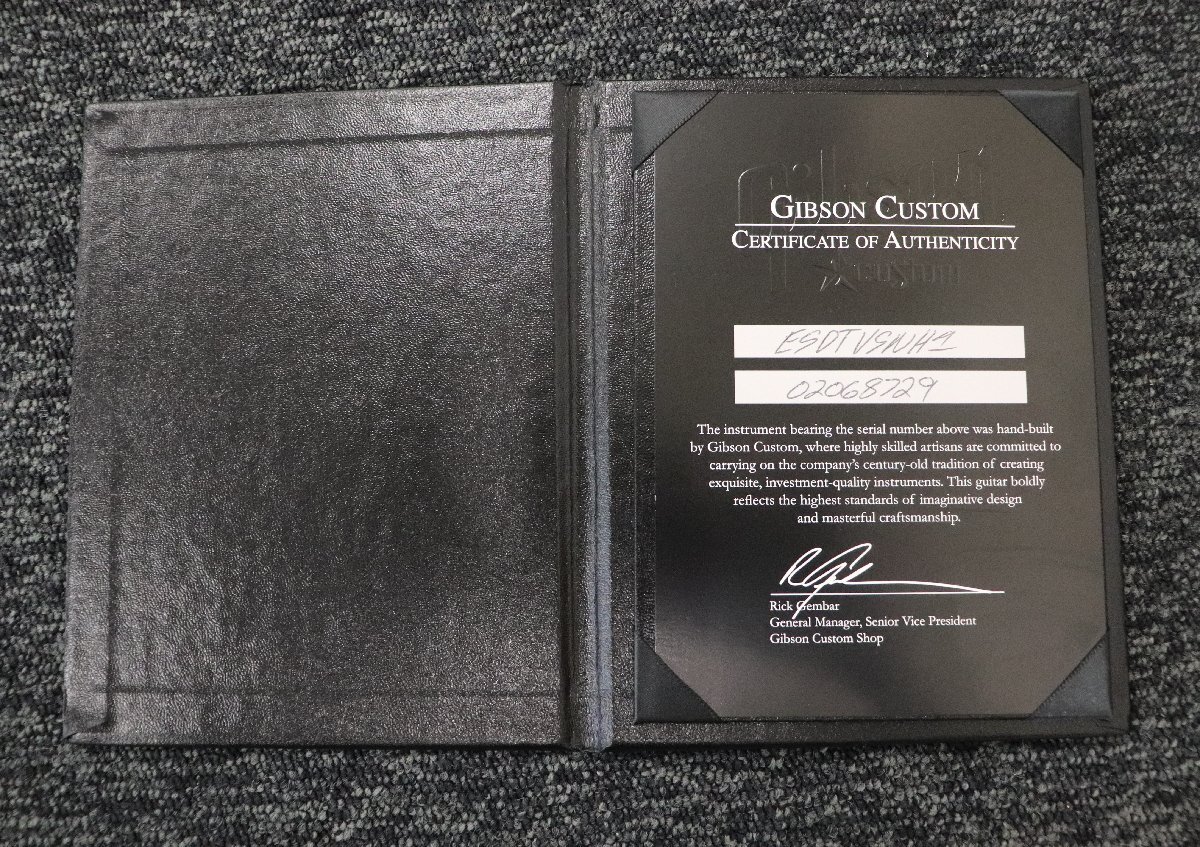 Gibson
GIBSON CUSTOM
CERTIFICATE OF AUTHENTICITY
custom
ESDTVSNH1
02068729
The instrument bearing the serial number above was hand-built
by Gibson Custom, where highly skilled artisans are committed to
carrying on the company's century-old tradition of creating
exquisite, investment-quality instruments. This guitar boldly
reflects the highest standards of imaginative design
and masterful craftsmanship.
Rick Gembar
General Manager, Senior Vice President
Gibson Custom Shop